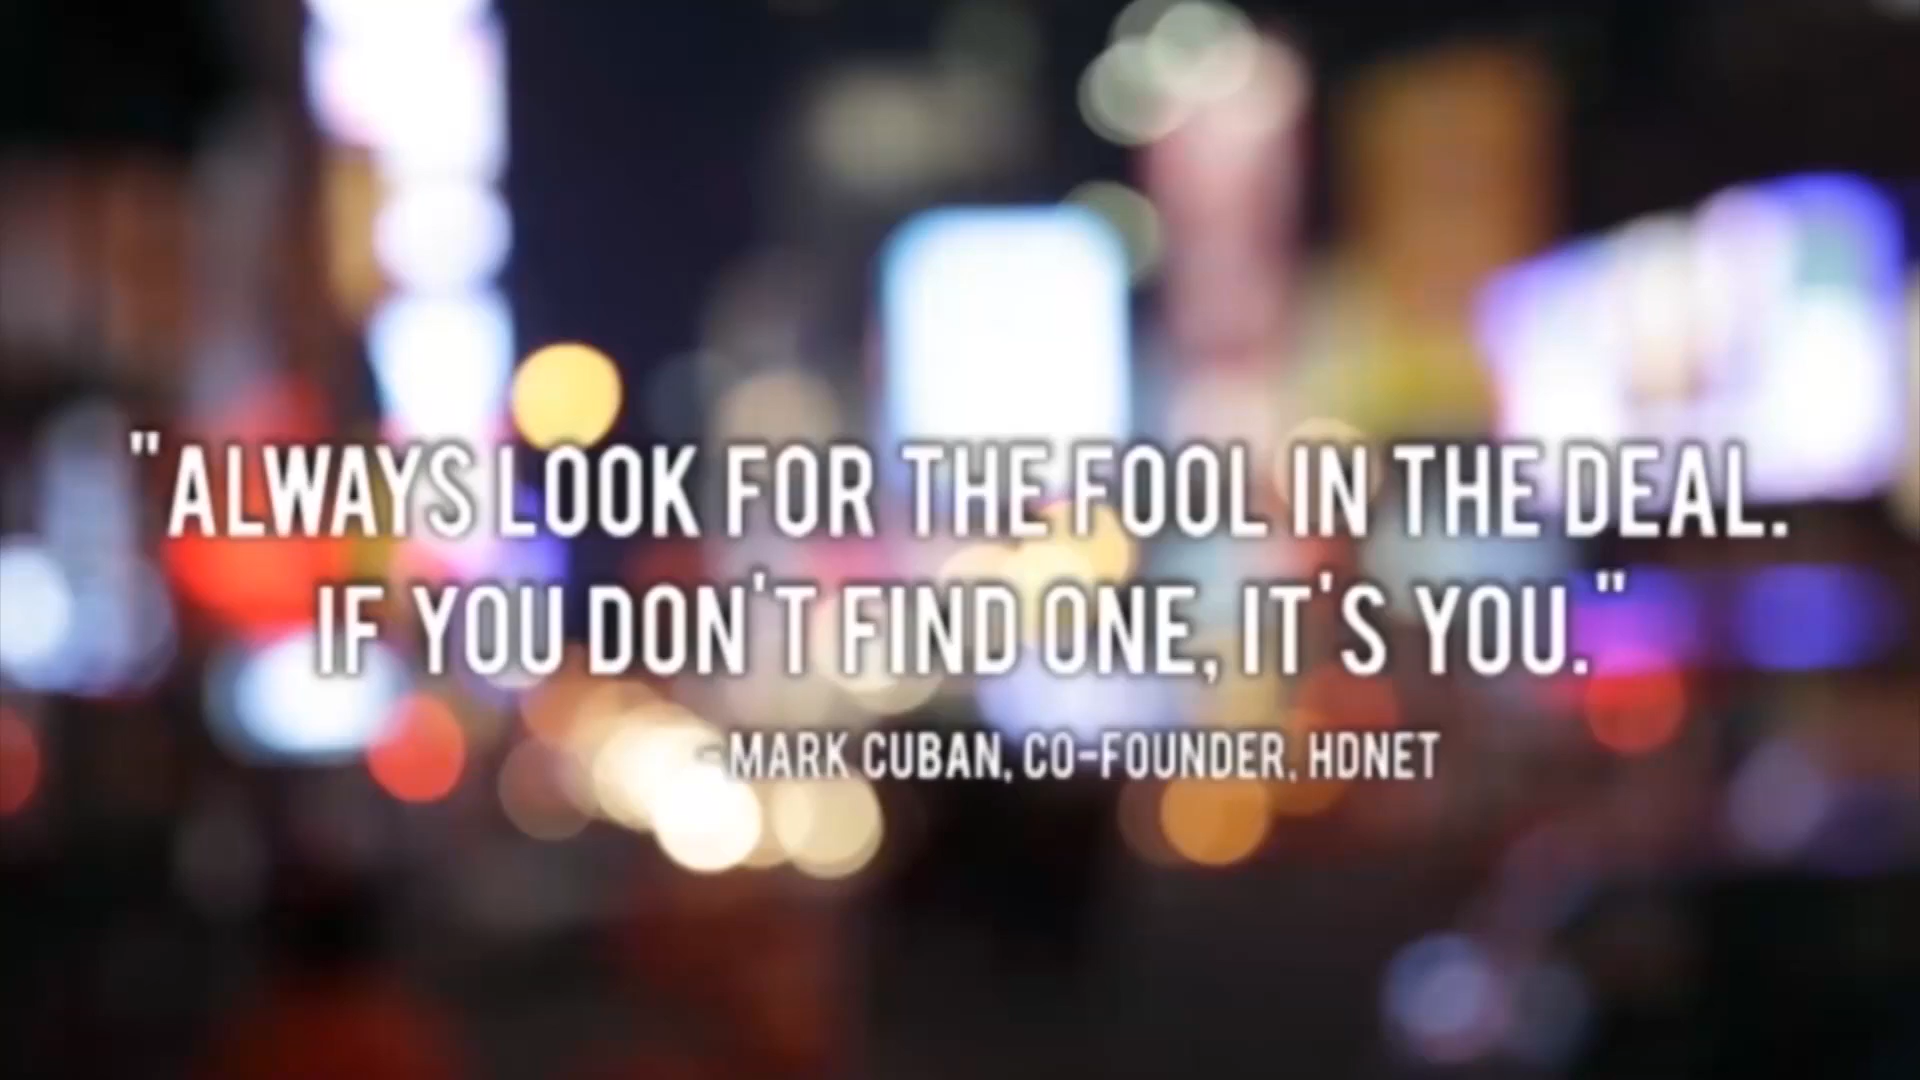 "ALWAYS LOOK FOR THE FOOL IN THE DEAL.
IF YOU DON'T FIND ONE, IT'S YOU."
- MARK CUBAN, CO-FOUNDER, HDNET